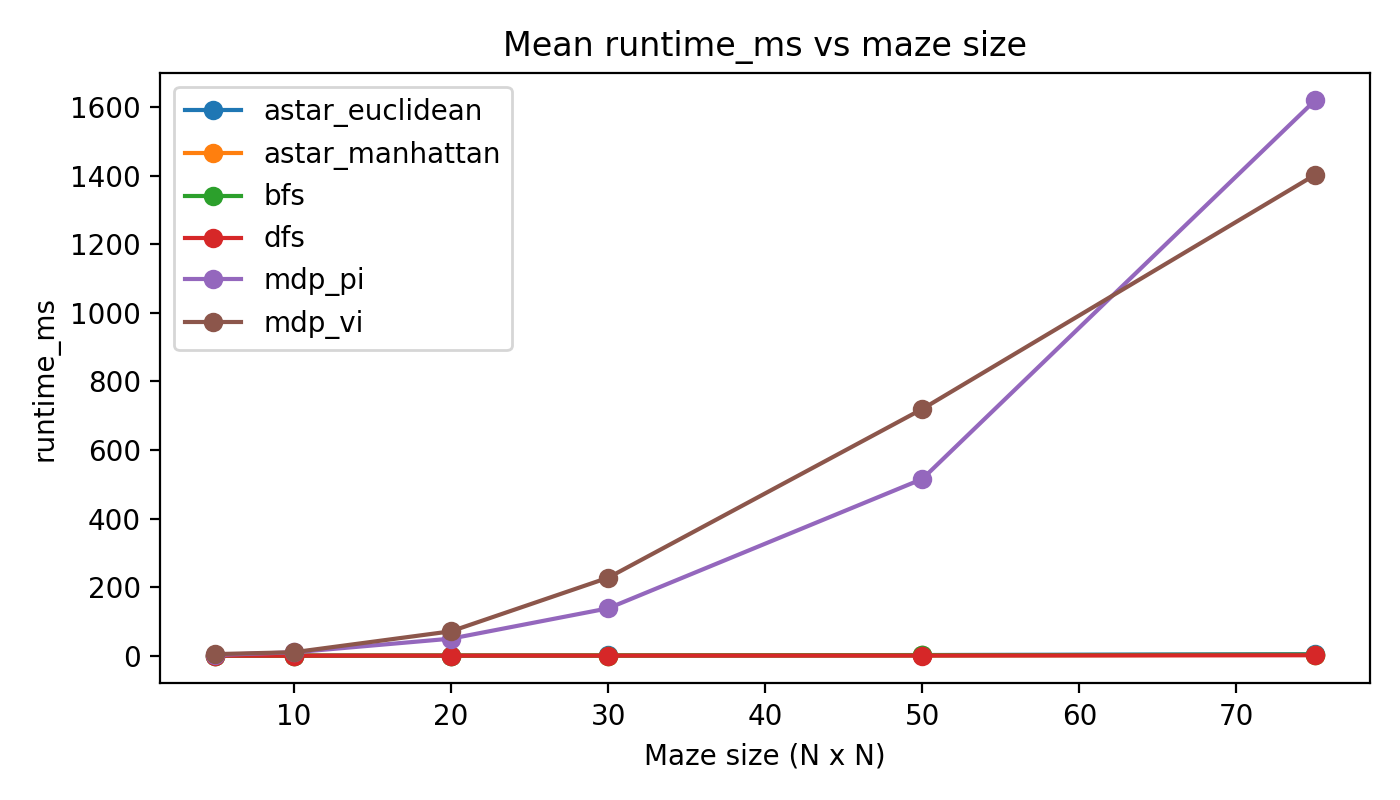 Mean runtime_ms vs maze size
astar_euclidean
astar_manhattan
bfs
dfs
mdp_pi
mdp_vi
runtime_ms
1600
1400
1200
1000
800
600
400
200
0
10 20 30 40 50 60 70
Maze size (N x N)